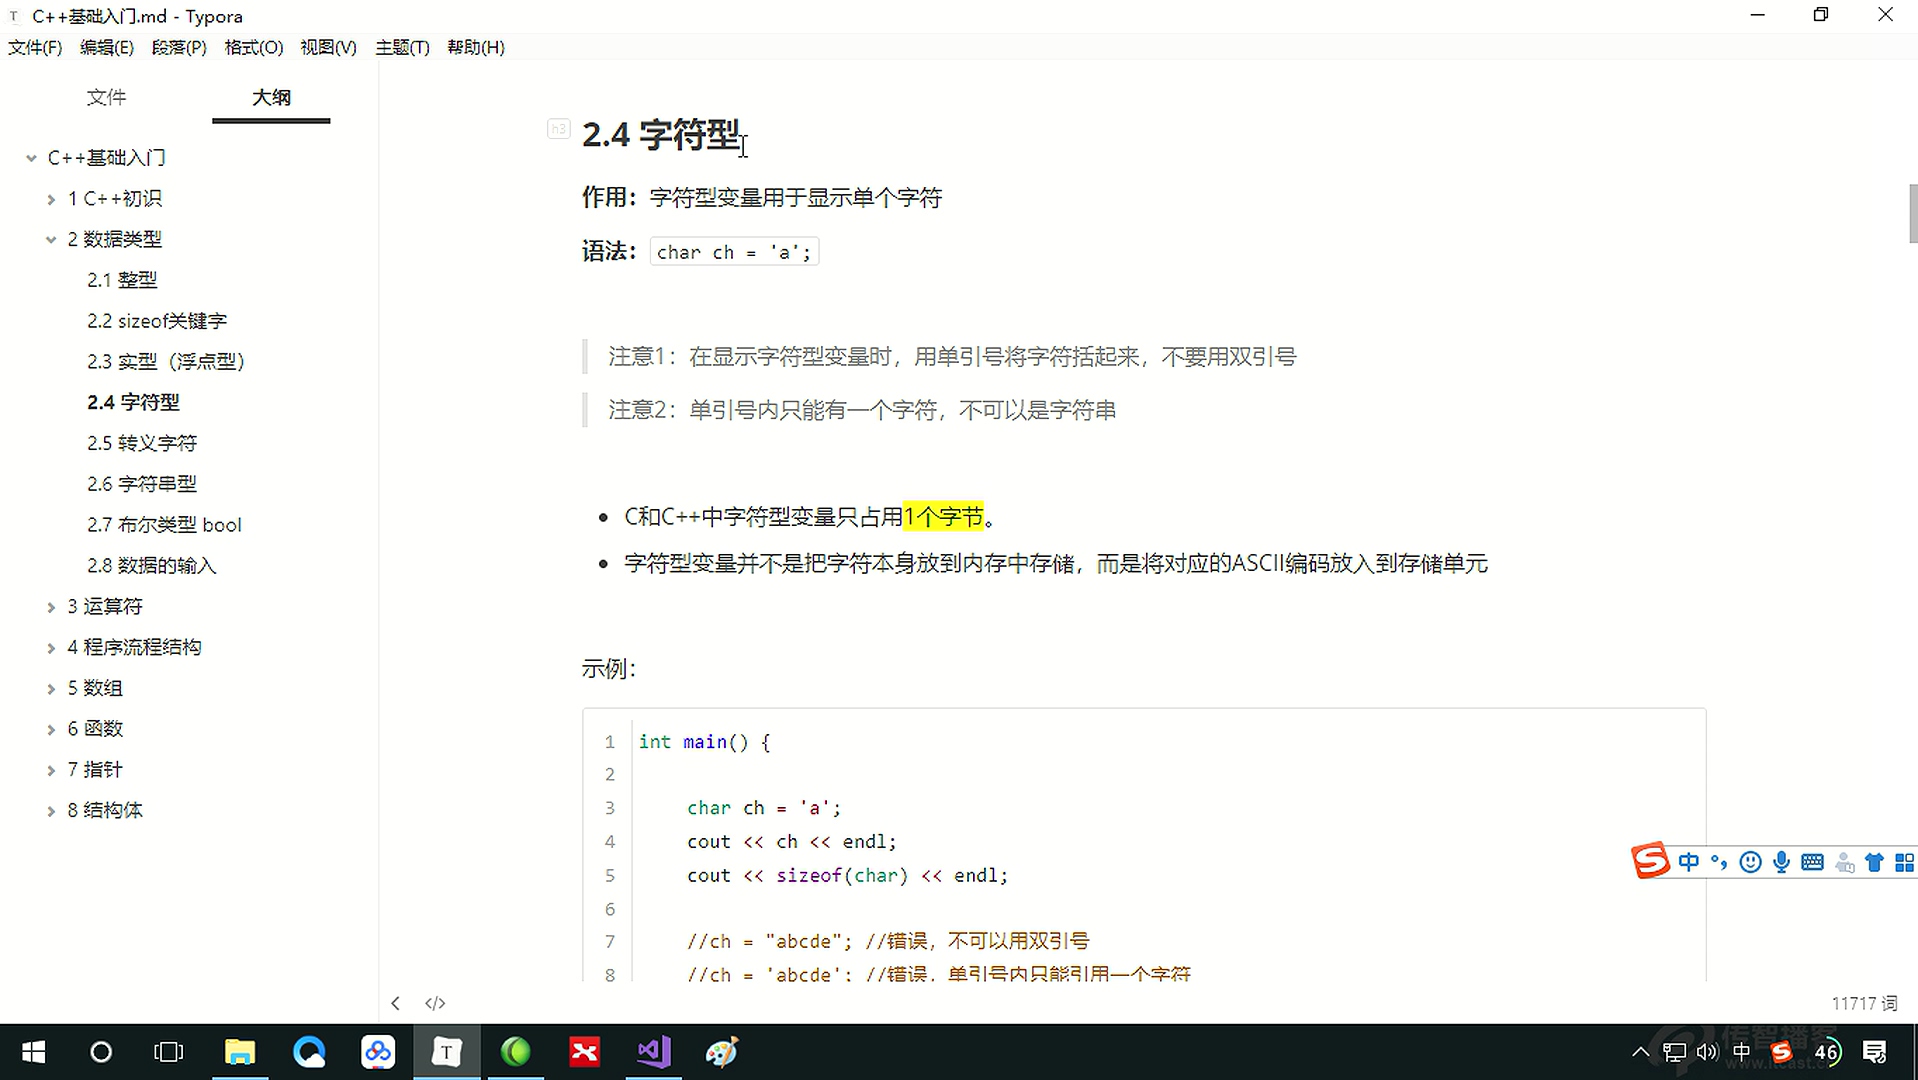 C++基础入门.md - Typora
文件(F) 编辑(E) 段落(P) 格式(O) 视图(V) 主题(T) 帮助(H)
文件 大纲
C++基础入门
1 C++初识
2 数据类型
2.1 整型
2.2 sizeof关键字
2.3 实型（浮点型）
2.4 字符型
2.5 转义字符
2.6 字符串型
2.7 布尔类型 bool
2.8 数据的输入
3 运算符
4 程序流程结构
5 数组
6 函数
7 指针
8 结构体
h3 2.4 字符型
作用：字符型变量用于显示单个字符
语法：char ch = 'a';
注意1：在显示字符型变量时，用单引号将字符括起来，不要用双引号
注意2：单引号内只能有一个字符，不可以是字符串
C和C++中字符型变量只占用1个字节。
字符型变量并不是把字符本身放到内存中存储，而是将对应的ASCII编码放入到存储单元
示例：
1 int main() {
2
3 char ch = 'a';
4 cout << ch << endl;
5 cout << sizeof(char) << endl;
6
7 //ch = "abcde"; //错误，不可以用双引号
8 //ch = 'abcde'; //错误，单引号内只能引用一个字符
11717 词
中
中 46
传智播客
www.itcast.c